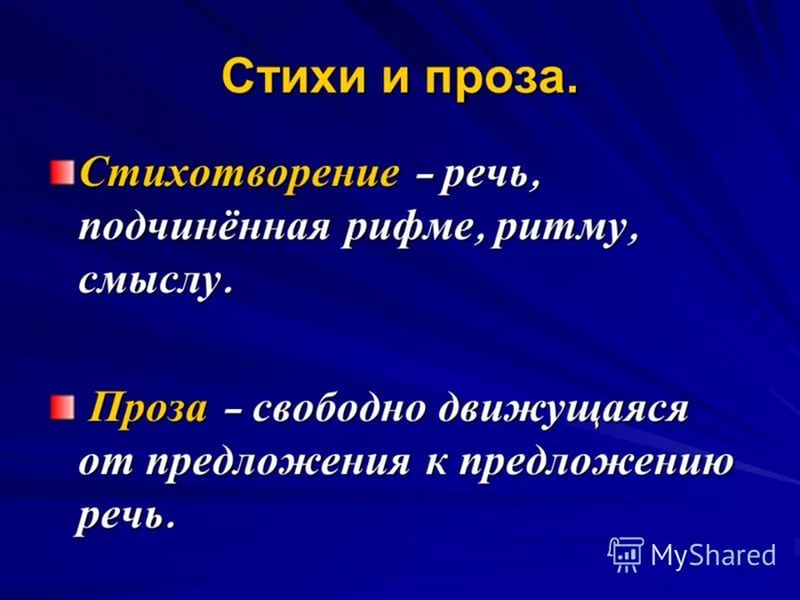 Стихи и проза.
Стихотворение – речь,
подчинённая рифме, ритму,
смыслу.
Проза – свободно движущаяся
от предложения к предложению
речь.
MyShared